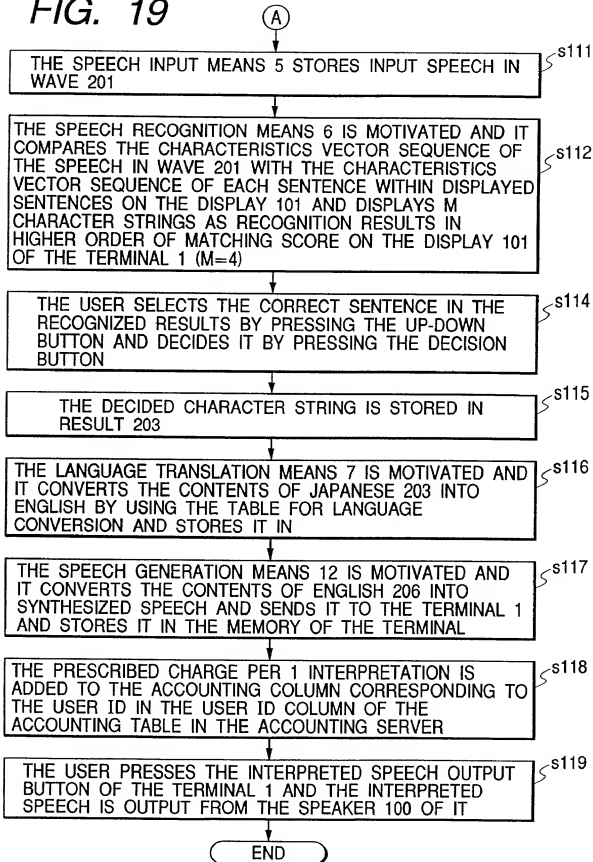 FIG. 19
A
THE SPEECH INPUT MEANS 5 STORES INPUT SPEECH IN
WAVE 201
s111
THE SPEECH RECOGNITION MEANS 6 IS MOTIVATED AND IT
COMPARES THE CHARACTERISTICS VECTOR SEQUENCE OF
THE SPEECH IN WAVE 201 WITH THE CHARACTERISTICS
VECTOR SEQUENCE OF EACH SENTENCE WITHIN DISPLAYED
SENTENCES ON THE DISPLAY 101 AND DISPLAYS M
CHARACTER STRINGS AS RECOGNITION RESULTS IN
HIGHER ORDER OF MATCHING SCORE ON THE DISPLAY 101
OF THE TERMINAL 1 (M=4)
s112
THE USER SELECTS THE CORRECT SENTENCE IN THE
RECOGNIZED RESULTS BY PRESSING THE UP-DOWN
BUTTON AND DECIDES IT BY PRESSING THE DECISION
BUTTON
s114
THE DECIDED CHARACTER STRING IS STORED IN
RESULT 203
s115
THE LANGUAGE TRANSLATION MEANS 7 IS MOTIVATED AND
IT CONVERTS THE CONTENTS OF JAPANESE 203 INTO
ENGLISH BY USING THE TABLE FOR LANGUAGE
CONVERSION AND STORES IT IN
s116
THE SPEECH GENERATION MEANS 12 IS MOTIVATED AND
IT CONVERTS THE CONTENTS OF ENGLISH 206 INTO
SYNTHESIZED SPEECH AND SENDS IT TO THE TERMINAL 1
AND STORES IT IN THE MEMORY OF THE TERMINAL
s117
THE PRESCRIBED CHARGE PER 1 INTERPRETATION IS
ADDED TO THE ACCOUNTING COLUMN CORRESPONDING TO
THE USER ID IN THE USER ID COLUMN OF THE
ACCOUNTING TABLE IN THE ACCOUNTING SERVER
s118
THE USER PRESSES THE INTERPRETED SPEECH OUTPUT
BUTTON OF THE TERMINAL 1 AND THE INTERPRETED
SPEECH IS OUTPUT FROM THE SPEAKER 100 OF IT
s119
END